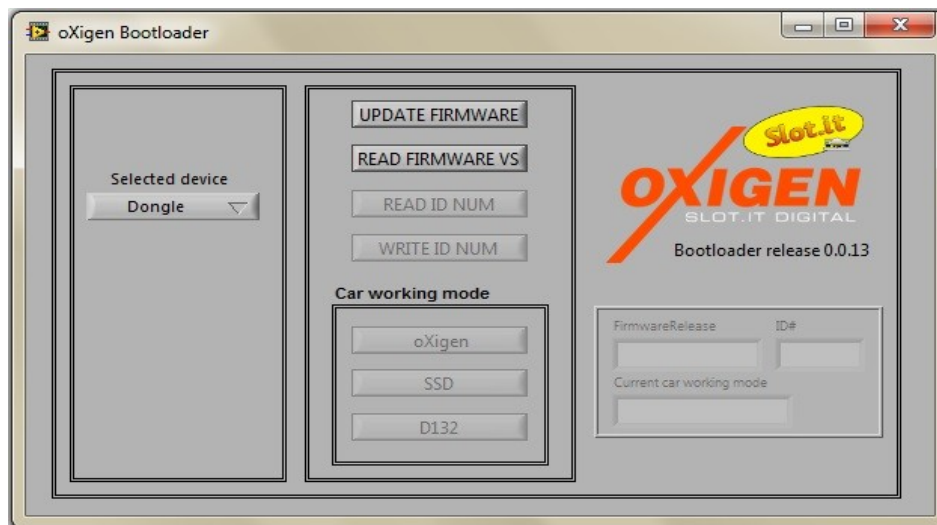 oXigen Bootloader
Selected device
Dongle
UPDATE FIRMWARE
READ FIRMWARE VS
READ ID NUM
WRITE ID NUM
Car working mode
oXigen
SSD
D132
Slot.it
OXIGEN
SLOT.IT DIGITAL
Bootloader release 0.0.13
FirmwareRelease ID#
Current car working mode